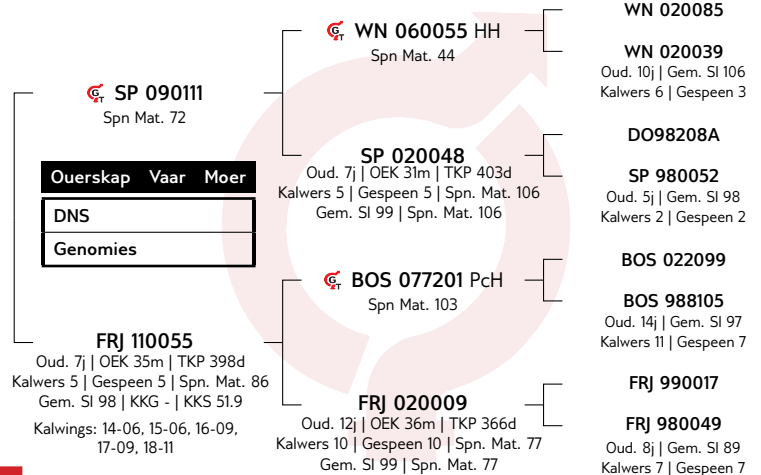 SP 090111
Spn Mat. 72
Ouerskap Vaar Moer
DNS
Genomies
FRJ 110055
Oud. 7j | OEK 35m | TKP 398d
Kalwers 5 | Gespeen 5 | Spn. Mat. 86
Gem. SI 98 | KKG - | KKS 51.9
Kalwings: 14-06, 15-06, 16-09,
17-09, 18-11
GT WN 060055 HH
Spn Mat. 44
SP 020048
Oud. 7j | OEK 31m | TKP 403d
Kalwers 5 | Gespeen 5 | Spn. Mat. 106
Gem. SI 99 | Spn. Mat. 106
GT BOS 077201 PcH
Spn Mat. 103
FRJ 020009
Oud. 12j | OEK 36m | TKP 366d
Kalwers 10 | Gespeen 10 | Spn. Mat. 77
Gem. SI 99 | Spn. Mat. 77
WN 020085
WN 020039
Oud. 10j | Gem. SI 106
Kalwers 6 | Gespeen 3
DO98208A
SP 980052
Oud. 5j | Gem. SI 98
Kalwers 2 | Gespeen 2
BOS 022099
BOS 988105
Oud. 14j | Gem. SI 97
Kalwers 11 | Gespeen 7
FRJ 990017
FRJ 980049
Oud. 8j | Gem. SI 89
Kalwers 7 | Gespeen 7